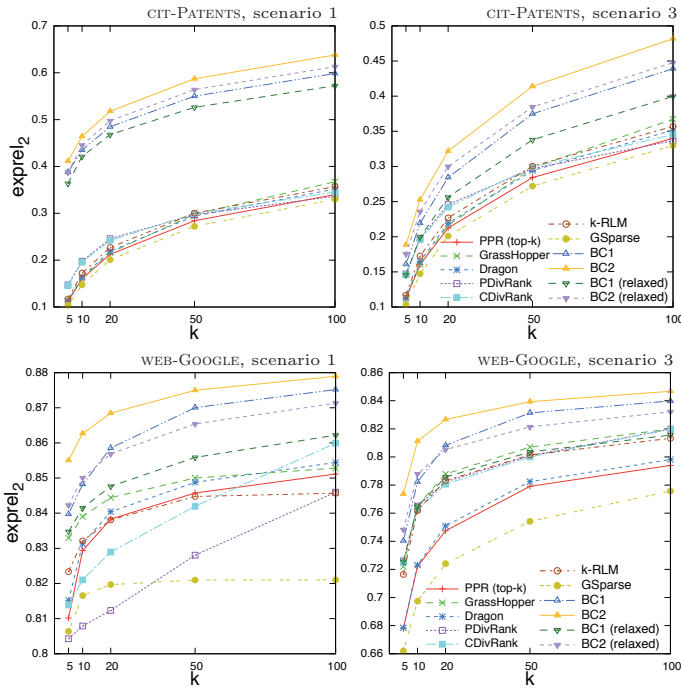 CIT-PATENTS, scenario 1
exprel2
0.7
0.6
0.5
0.4
0.3
0.2
0.1
5 10 20 50 100
k
PPR (top-k)
GrassHopper
Dragon
PDivRank
CDivRank
CIT-PATENTS, scenario 3
0.5
0.45
0.4
0.35
0.3
0.25
0.2
0.15
0.1
5 10 20 50 100
k
k-RLM
GSparse
BC1
BC2
BC1 (relaxed)
BC2 (relaxed)
WEB-GOOGLE, scenario 1
exprel2
0.88
0.87
0.86
0.85
0.84
0.83
0.82
0.81
0.8
5 10 20 50 100
k
WEB-GOOGLE, scenario 3
0.86
0.84
0.82
0.8
0.78
0.76
0.74
0.72
0.7
0.68
0.66
5 10 20 50 100
k
PPR (top-k)
GrassHopper
Dragon
PDivRank
CDivRank
k-RLM
GSparse
BC1
BC2
BC1 (relaxed)
BC2 (relaxed)